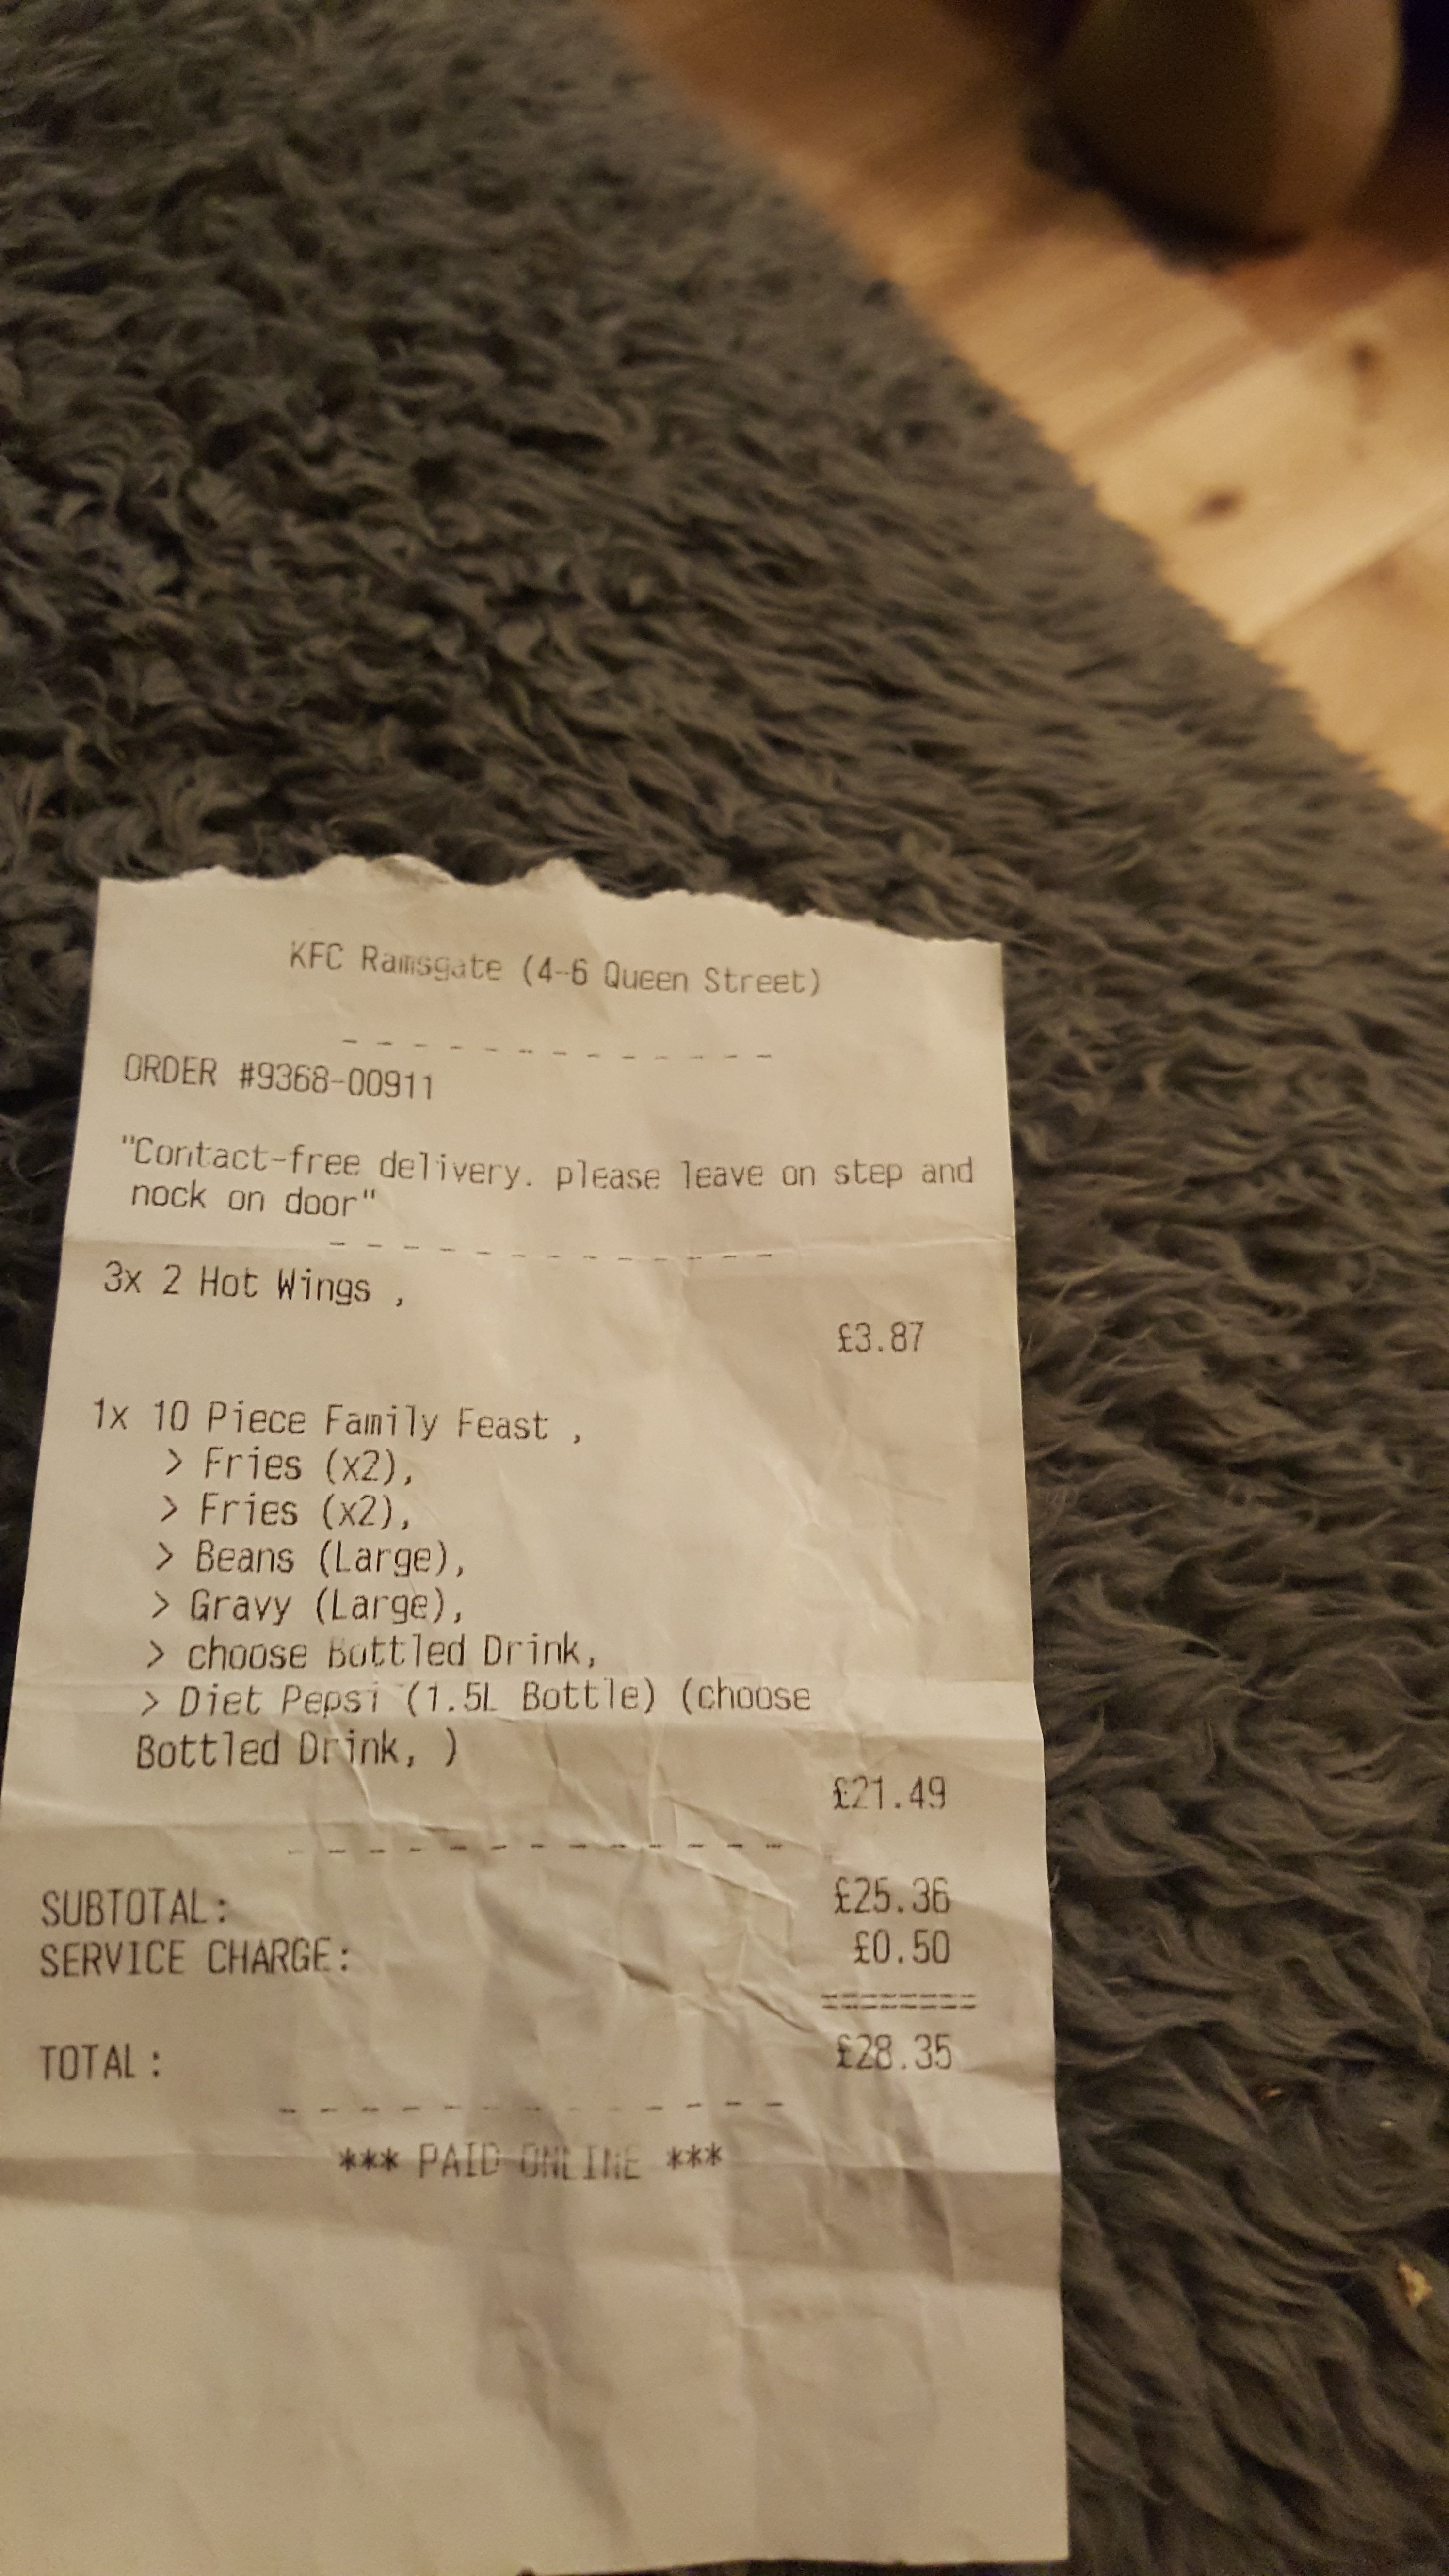 KFC Ramsgate (4-6 Queen Street)
- - - - - - - - - - - - -
ORDER #9368-00911
"Contact-free delivery. please leave on step and
nock on door"
- - - - - - - - - - - - -
3x 2 Hot Wings ,
£3.87
1x 10 Piece Family Feast ,
> Fries (x2),
> Fries (x2),
> Beans (Large),
> Gravy (Large),
> choose Bottled Drink,
> Diet Pepsi (1.5L Bottle) (choose
Bottled Drink, )
£21.49
- - - - - - - - - - - - -
SUBTOTAL: £25.36
SERVICE CHARGE: £0.50
========
TOTAL: £28.35
- - - - - - - - - - - - -
*** PAID ONLINE ***